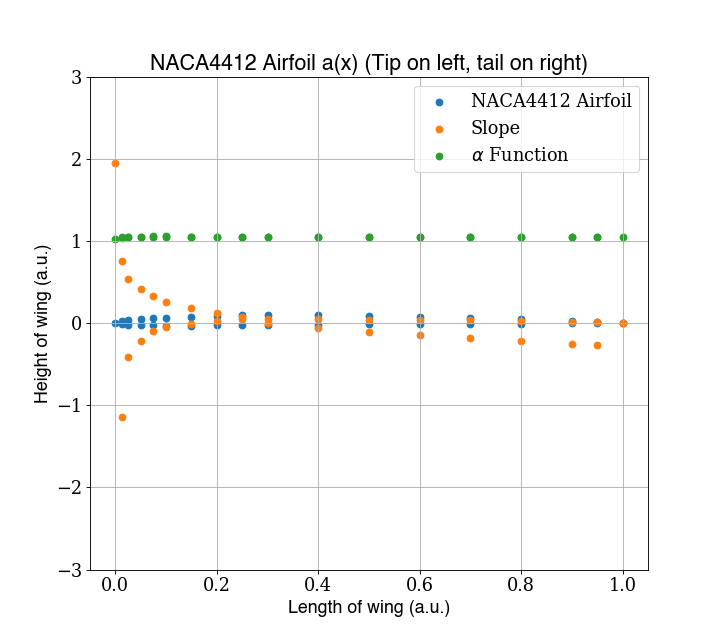 NACA4412 Airfoil a(x) (Tip on left, tail on right)
3
2
1
0
−1
−2
−3
Height of wing (a.u.)
NACA4412 Airfoil
Slope
α Function
0.0 0.2 0.4 0.6 0.8 1.0
Length of wing (a.u.)